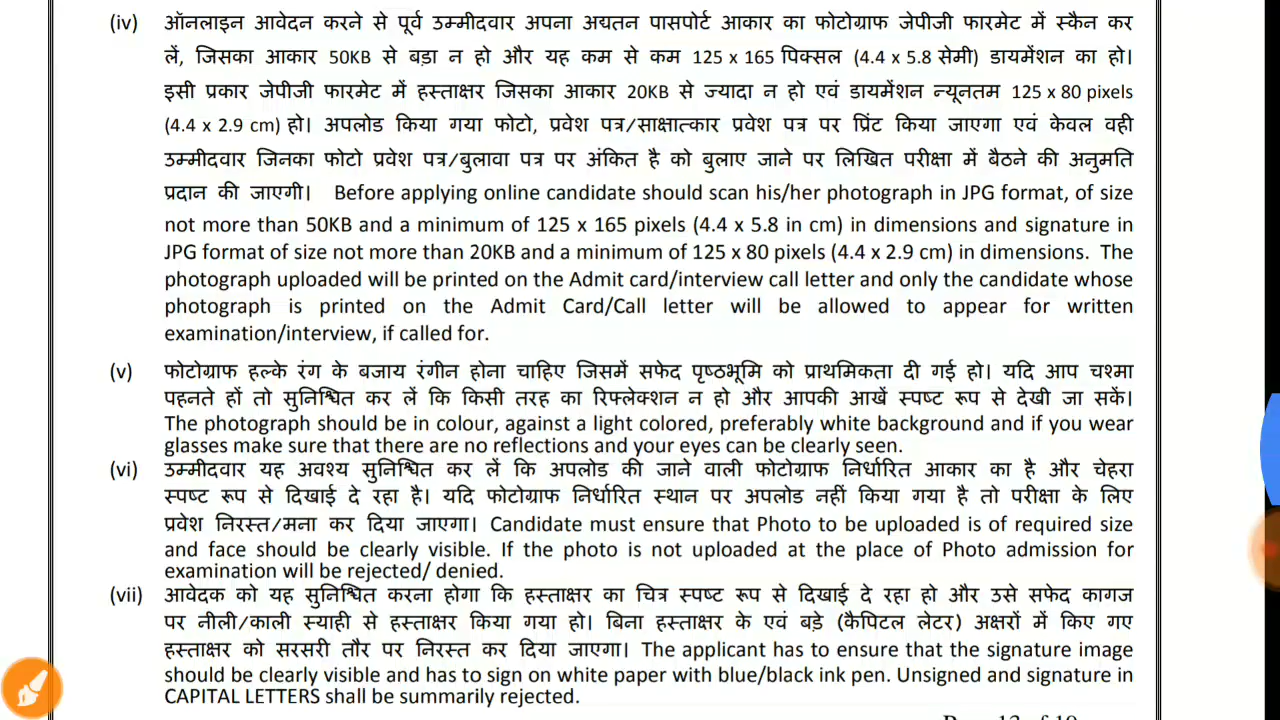 (iv) ऑनलाइन आवेदन करने से पूर्व उम्मीदवार अपना अद्यतन पासपोर्ट आकार का फोटोग्राफ जेपीजी फारमेट में स्कैन कर
लें, जिसका आकार 50KB से बड़ा न हो और यह कम से कम 125 x 165 पिक्सल (4.4 x 5.8 सेमी) डायमेंशन का हो।
इसी प्रकार जेपीजी फारमेट में हस्ताक्षर जिसका आकार 20KB से ज्यादा न हो एवं डायमेंशन न्यूनतम 125 x 80 pixels
(4.4 x 2.9 cm) हो। अपलोड किया गया फोटो, प्रवेश पत्र/साक्षात्कार प्रवेश पत्र पर प्रिंट किया जाएगा एवं केवल वही
उम्मीदवार जिनका फोटो प्रवेश पत्र/बुलावा पत्र पर अंकित है को बुलाए जाने पर लिखित परीक्षा में बैठने की अनुमति
प्रदान की जाएगी। Before applying online candidate should scan his/her photograph in JPG format, of size
not more than 50KB and a minimum of 125 x 165 pixels (4.4 x 5.8 in cm) in dimensions and signature in
JPG format of size not more than 20KB and a minimum of 125 x 80 pixels (4.4 x 2.9 cm) in dimensions. The
photograph uploaded will be printed on the Admit card/interview call letter and only the candidate whose
photograph is printed on the Admit Card/Call letter will be allowed to appear for written
examination/interview, if called for.
(v) फोटोग्राफ हल्के रंग के बजाय रंगीन होना चाहिए जिसमें सफेद पृष्ठभूमि को प्राथमिकता दी गई हो। यदि आप चश्मा
पहनते हों तो सुनिश्चित कर लें कि किसी तरह का रिफ्लेक्शन न हो और आपकी आखें स्पष्ट रूप से देखी जा सकें।
The photograph should be in colour, against a light colored, preferably white background and if you wear
glasses make sure that there are no reflections and your eyes can be clearly seen.
(vi) उम्मीदवार यह अवश्य सुनिश्चित कर लें कि अपलोड की जाने वाली फोटोग्राफ निर्धारित आकार का है और चेहरा
स्पष्ट रूप से दिखाई दे रहा है। यदि फोटोग्राफ निर्धारित स्थान पर अपलोड नहीं किया गया है तो परीक्षा के लिए
प्रवेश निरस्त/मना कर दिया जाएगा। Candidate must ensure that Photo to be uploaded is of required size
and face should be clearly visible. If the photo is not uploaded at the place of Photo admission for
examination will be rejected/ denied.
(vii) आवेदक को यह सुनिश्चित करना होगा कि हस्ताक्षर का चित्र स्पष्ट रूप से दिखाई दे रहा हो और उसे सफेद कागज
पर नीली/काली स्याही से हस्ताक्षर किया गया हो। बिना हस्ताक्षर के एवं बड़े (कैपिटल लेटर) अक्षरों में किए गए
हस्ताक्षर को सरसरी तौर पर निरस्त कर दिया जाएगा। The applicant has to ensure that the signature image
should be clearly visible and has to sign on white paper with blue/black ink pen. Unsigned and signature in
CAPITAL LETTERS shall be summarily rejected.